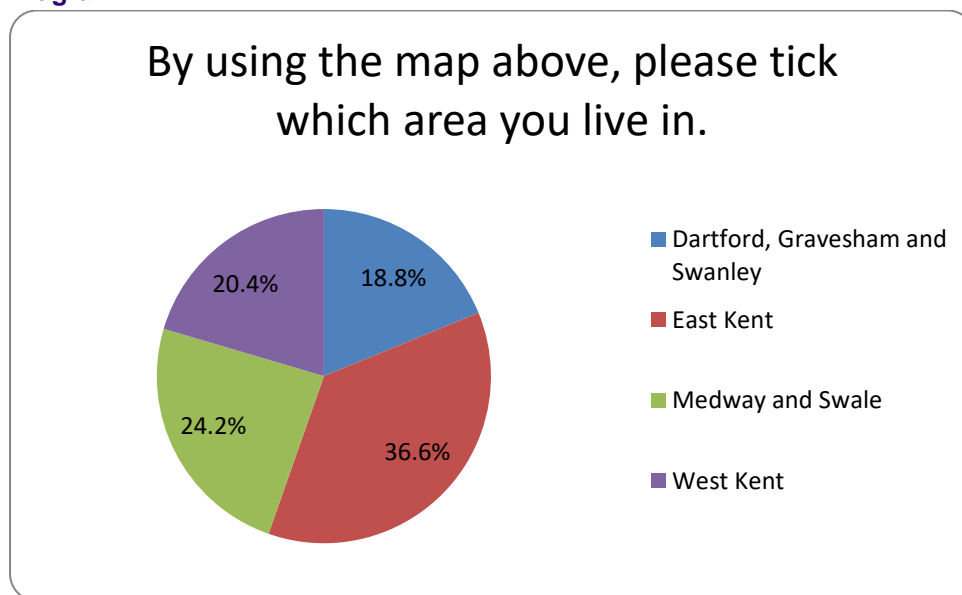 By using the map above, please tick
which area you live in.
Dartford, Gravesham and
Swanley
East Kent
Medway and Swale
West Kent
18.8%
20.4%
24.2%
36.6%